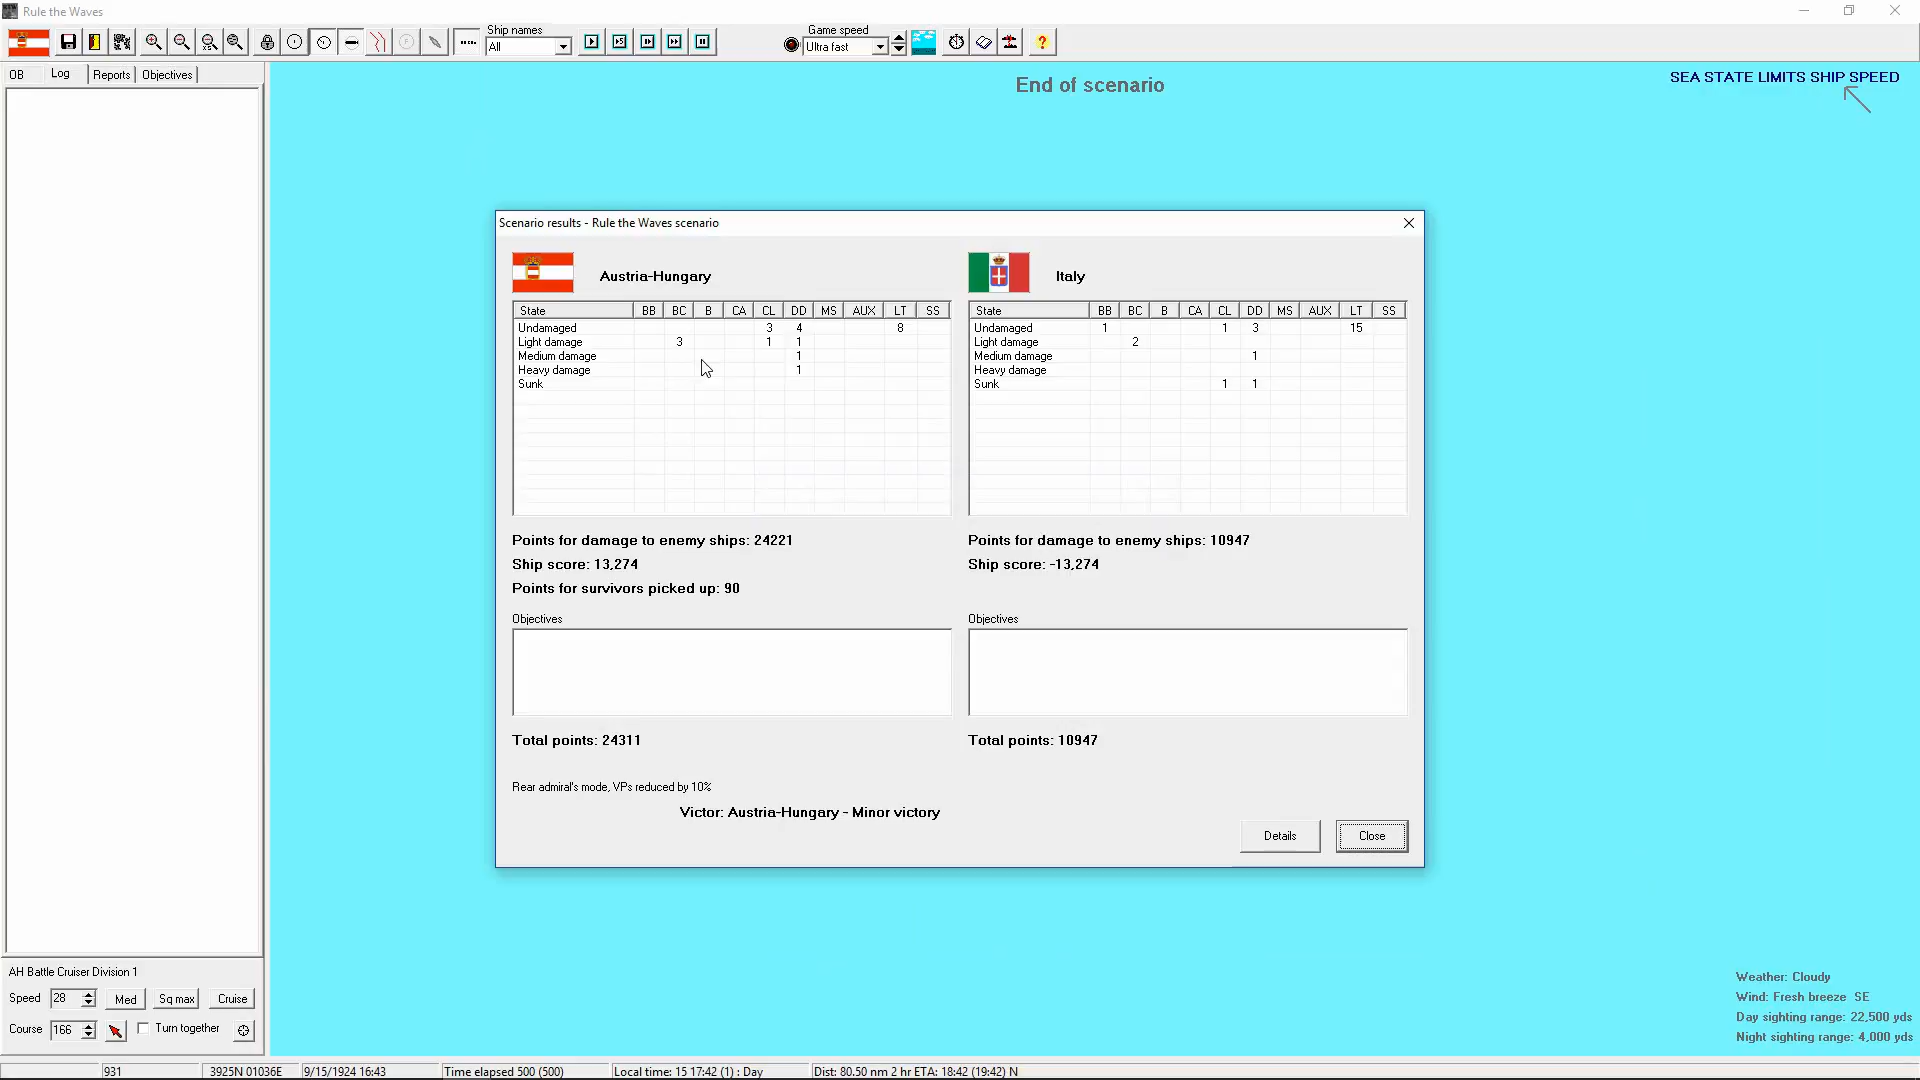 Rule the Waves
Ship names
All
Game speed
Ultra fast
OB Log Reports Objectives
End of scenario
SEA STATE LIMITS SHIP SPEED
Scenario results - Rule the Waves scenario
Austria-Hungary
State BB BC B CA CL DD MS AUX LT SS
Undamaged 3 4 8
Light damage 3 1 1
Medium damage 1
Heavy damage 1
Sunk
Points for damage to enemy ships: 24221
Ship score: 13,274
Points for survivors picked up: 90
Objectives
Total points: 24311
Italy
State BB BC B CA CL DD MS AUX LT SS
Undamaged 1 1 3 15
Light damage 2
Medium damage 1
Heavy damage
Sunk 1 1
Points for damage to enemy ships: 10947
Ship score: -13,274
Objectives
Total points: 10947
Rear admiral's mode, VPs reduced by 10%
Victor: Austria-Hungary - Minor victory
Details Close
AH Battle Cruiser Division 1
Speed 28 Med Sq max Cruise
Course 166 Turn together
Weather: Cloudy
Wind: Fresh breeze SE
Day sighting range: 22,500 yds
Night sighting range: 4,000 yds
931 3925N 01036E 9/15/1924 16:43 Time elapsed 500 (500) Local time: 15 17:42 (1) : Day Dist: 80.50 nm 2 hr ETA: 18:42 (19:42) N